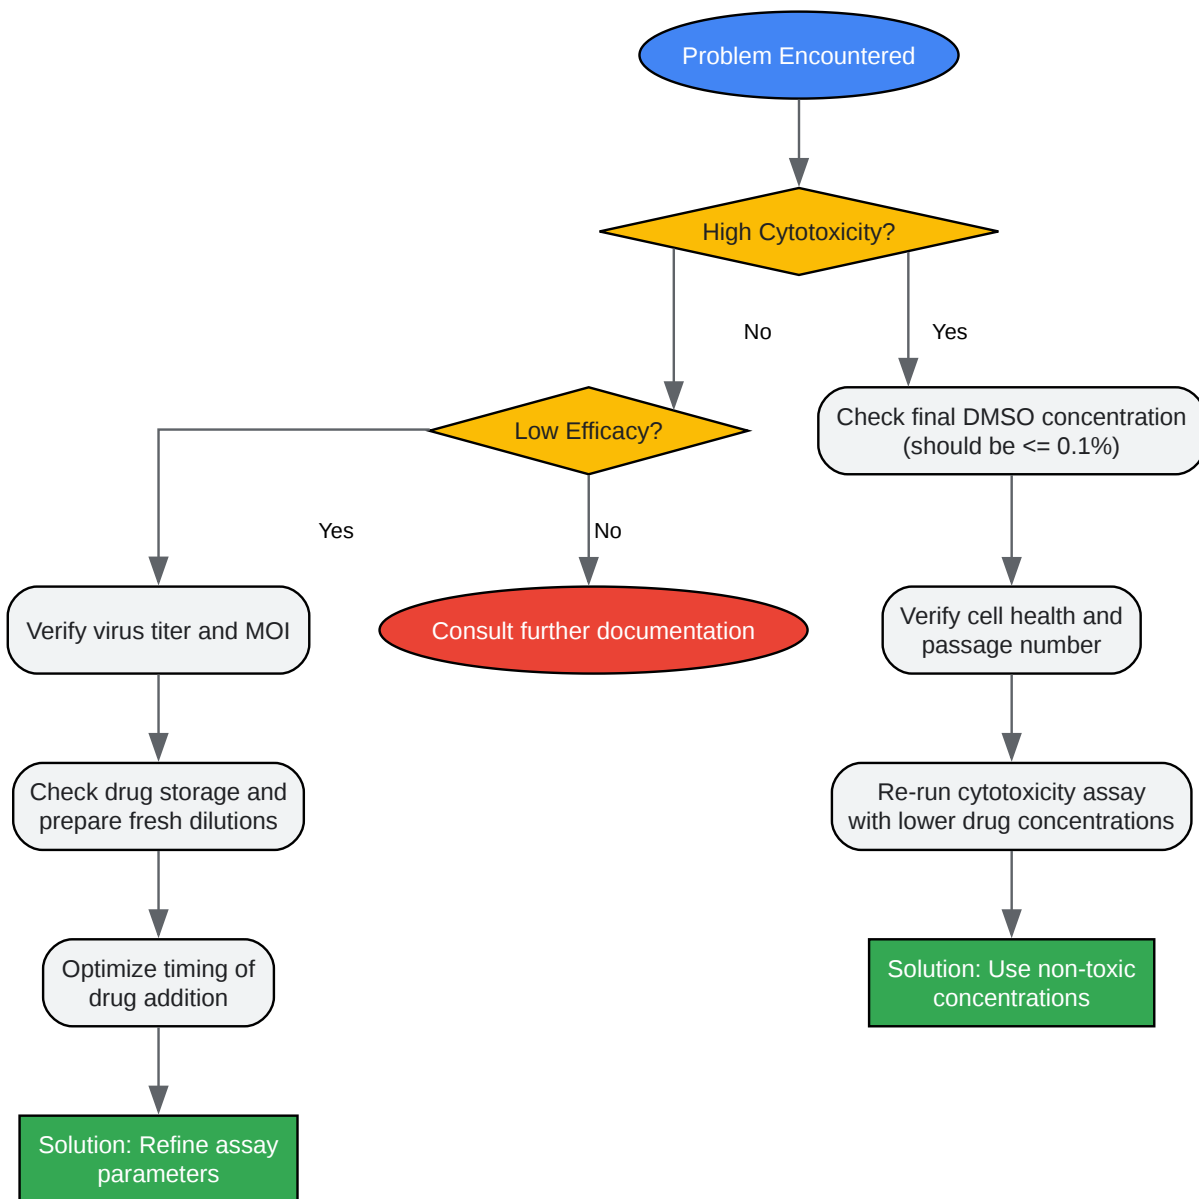 Problem Encountered
High Cytotoxicity?
No
Yes
Low Efficacy?
Check final DMSO concentration
(should be <= 0.1%)
Yes
No
Verify virus titer and MOI
Consult further documentation
Verify cell health and
passage number
Check drug storage and
prepare fresh dilutions
Re-run cytotoxicity assay
with lower drug concentrations
Optimize timing of
drug addition
Solution: Use non-toxic
concentrations
Solution: Refine assay
parameters